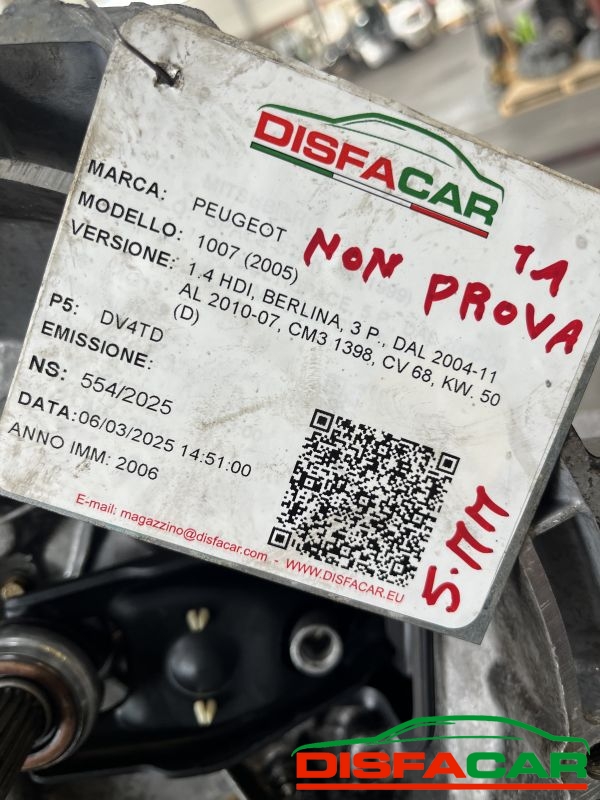 DISFACAR
MARCA: PEUGEOT
MODELLO: 1007 (2005)
VERSIONE: 1.4 HDI, BERLINA, 3 P., DAL 2004-11
AL 2010-07, CM3 1398, CV 68, KW. 50
(D)
P5: DV4TD
EMISSIONE:
NS: 554/2025
DATA:06/03/2025 14:51:00
ANNO IMM: 2006
E-mail: magazzino@disfacar.com - WWW.DISFACAR.EU
NON PROVA
5.MM
DISFACAR